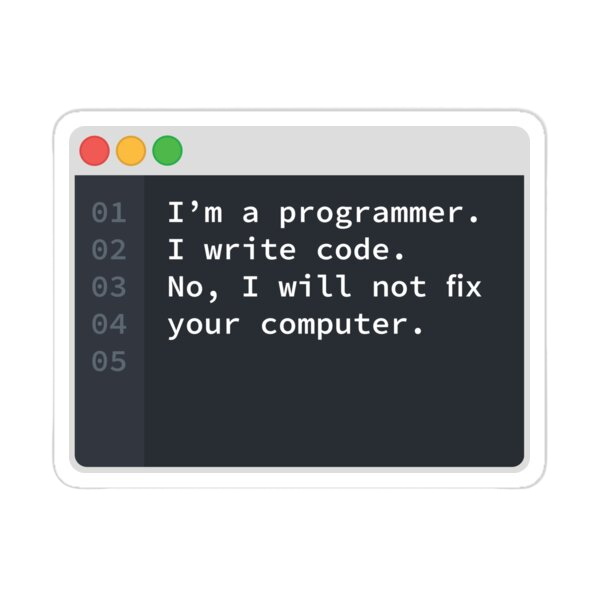 01 I’m a programmer.
02 I write code.
03 No, I will not fix
04 your computer.
05